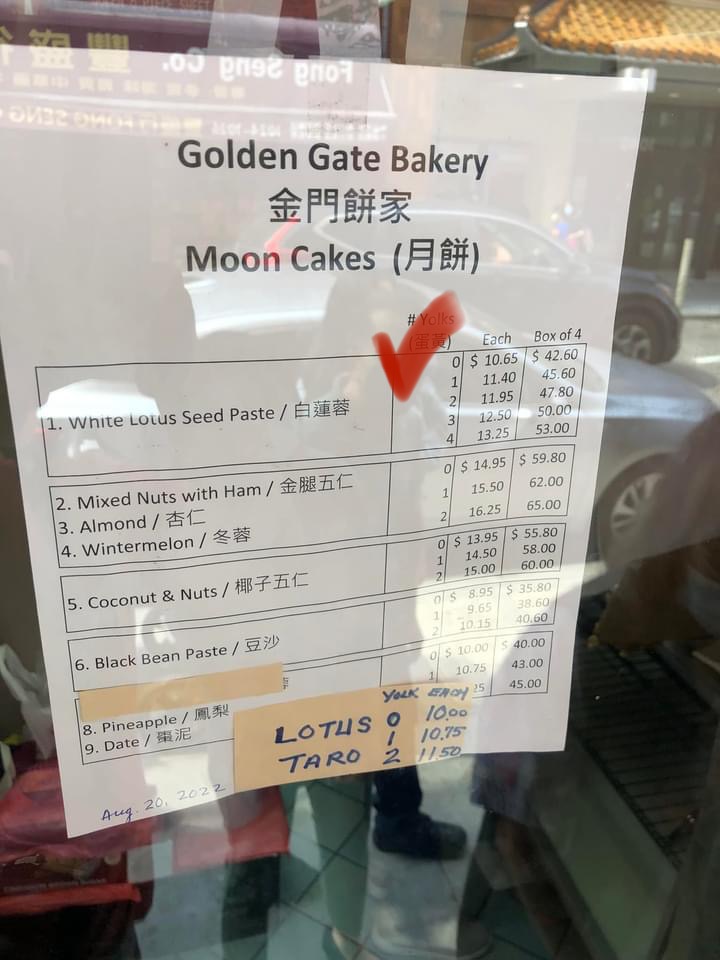 Fong Seng Co.
Golden Gate Bakery
金門餅家
Moon Cakes (月餅)
# Yolks
(蛋黃) Each Box of 4
1. White Lotus Seed Paste / 白蓮蓉
0 $ 10.65 $ 42.60
1 11.40 45.60
2 11.95 47.80
3 12.50 50.00
4 13.25 53.00
2. Mixed Nuts with Ham / 金腿五仁
3. Almond / 杏仁
4. Wintermelon / 冬蓉
0 $ 14.95 $ 59.80
1 15.50 62.00
2 16.25 65.00
5. Coconut & Nuts / 椰子五仁
0 $ 13.95 $ 55.80
1 14.50 58.00
2 15.00 60.00
6. Black Bean Paste / 豆沙
0 $ 8.95 $ 35.80
1 9.65 38.60
2 10.15 40.60
8. Pineapple / 鳳梨
9. Date / 棗泥
0 $ 10.00 $ 40.00
1 10.75 43.00
25 45.00
YOLK EACH
LOTUS 0 10.00
1 10.75
TARO 2 11.50
Aug. 20, 2022